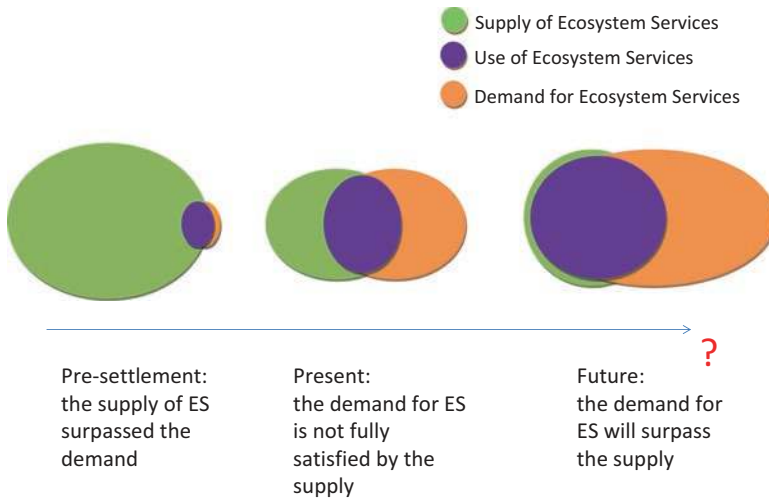 Supply of Ecosystem Services
Use of Ecosystem Services
Demand for Ecosystem Services
?
Pre-settlement:
the supply of ES
surpassed the
demand
Present:
the demand for ES
is not fully
satisfied by the
supply
Future:
the demand for
ES will surpass
the supply